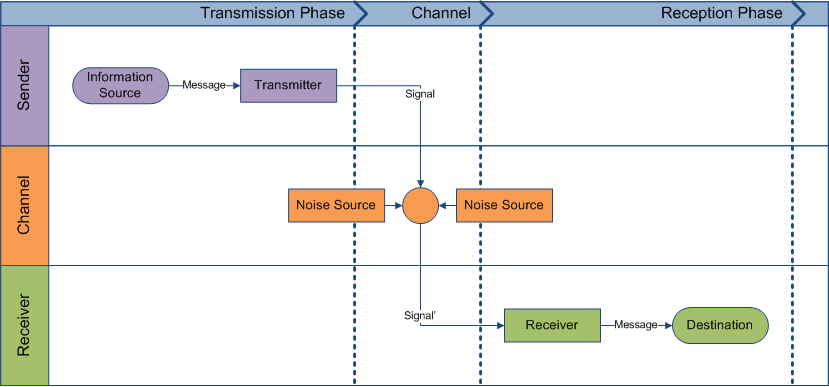 Transmission Phase
Channel
Reception Phase
Sender
Information
Source
Message
Transmitter
Signal
Channel
Noise Source
Noise Source
Receiver
Signal'
Receiver
Message
Destination